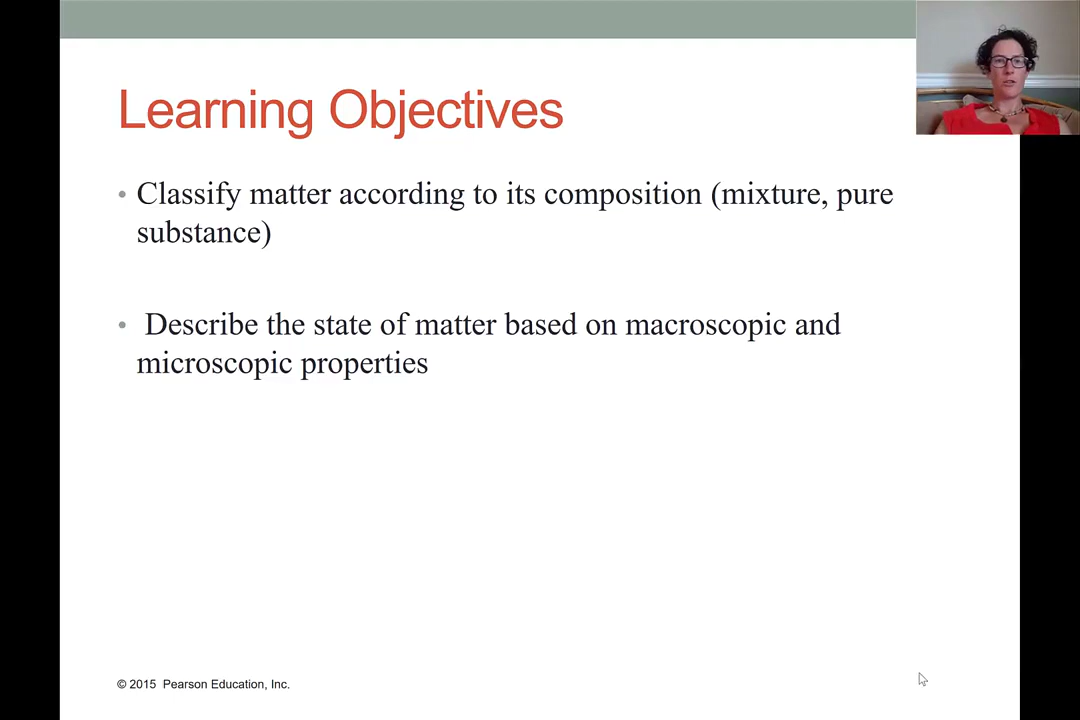 Learning Objectives
• Classify matter according to its composition (mixture, pure
substance)
• Describe the state of matter based on macroscopic and
microscopic properties
© 2015 Pearson Education, Inc.